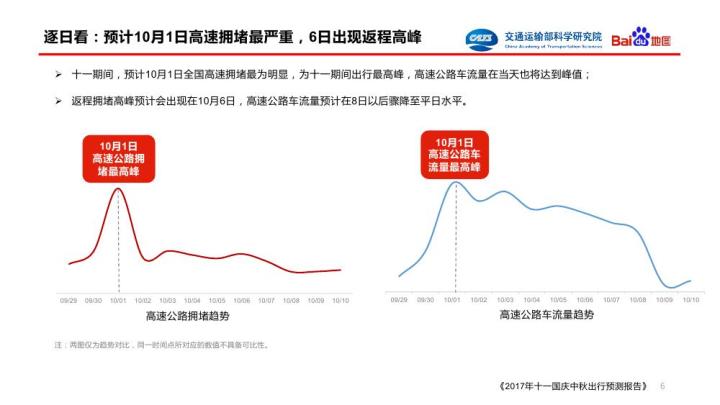 逐日看：预计10月1日高速拥堵最严重，6日出现返程高峰
交通运输部科学研究院
China Academy of Transportation Sciences
CATS
Bai du 地图
➢ 十一期间，预计10月1日全国高速拥堵最为明显，为十一期间出行最高峰，高速公路车流量在当天也将达到峰值；
➢ 返程拥堵高峰预计会出现在10月6日，高速公路车流量预计在8日以后骤降至平日水平。
10月1日
高速公路拥
堵最高峰
09/29 09/30 10/01 10/02 10/03 10/04 10/05 10/06 10/07 10/08 10/09 10/10
高速公路拥堵趋势
10月1日
高速公路车
流量最高峰
09/29 09/30 10/01 10/02 10/03 10/04 10/05 10/06 10/07 10/08 10/09 10/10
高速公路车流量趋势
注：两图仅为趋势对比，同一时间点所对应的数值不具备可比性。
《2017年十一国庆中秋出行预测报告》 6